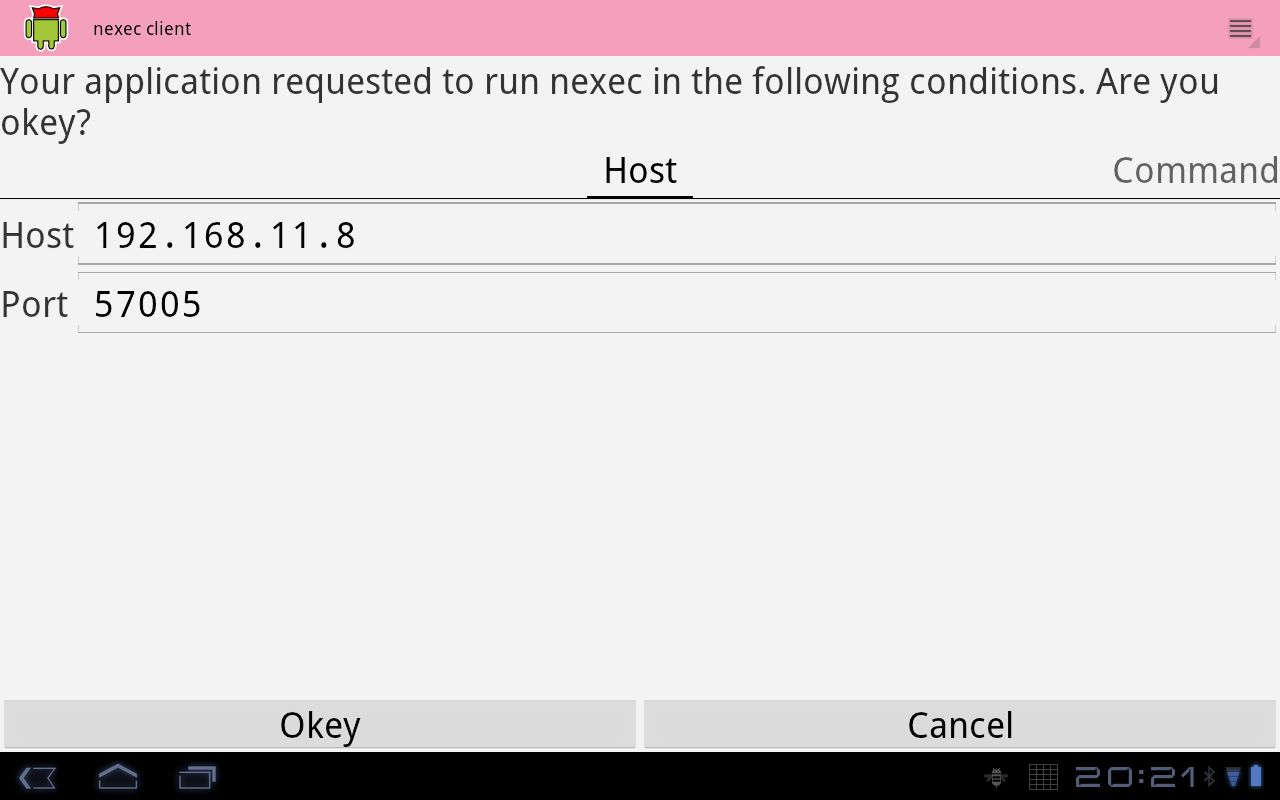 nexec client
Your application requested to run nexec in the following conditions. Are you
okey?
Host Command
Host 192.168.11.8
Port 57005
Okey Cancel
20:21